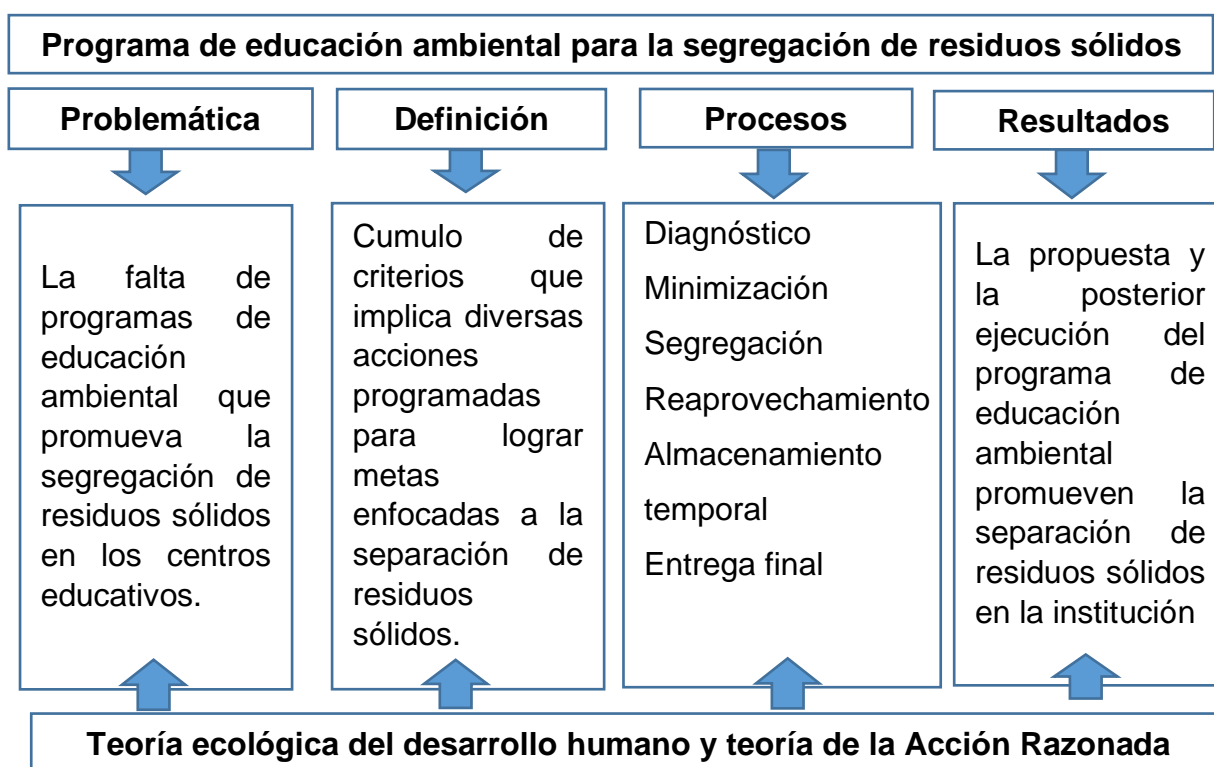 Programa de educación ambiental para la segregación de residuos sólidos
Problemática
La falta de
programas de
educación
ambiental que
promueva la
segregación de
residuos sólidos
en los centros
educativos.
Definición
Cumulo de
criterios que
implica diversas
acciones
programadas
para lograr
metas
enfocadas a la
separación de
residuos
sólidos.
Procesos
Diagnóstico
Minimización
Segregación
Reaprovechamiento
Almacenamiento
temporal
Entrega final
Resultados
La propuesta y
la posterior
ejecución del
programa de
educación
ambiental
promueven la
separación de
residuos sólidos
en la institución
Teoría ecológica del desarrollo humano y teoría de la Acción Razonada